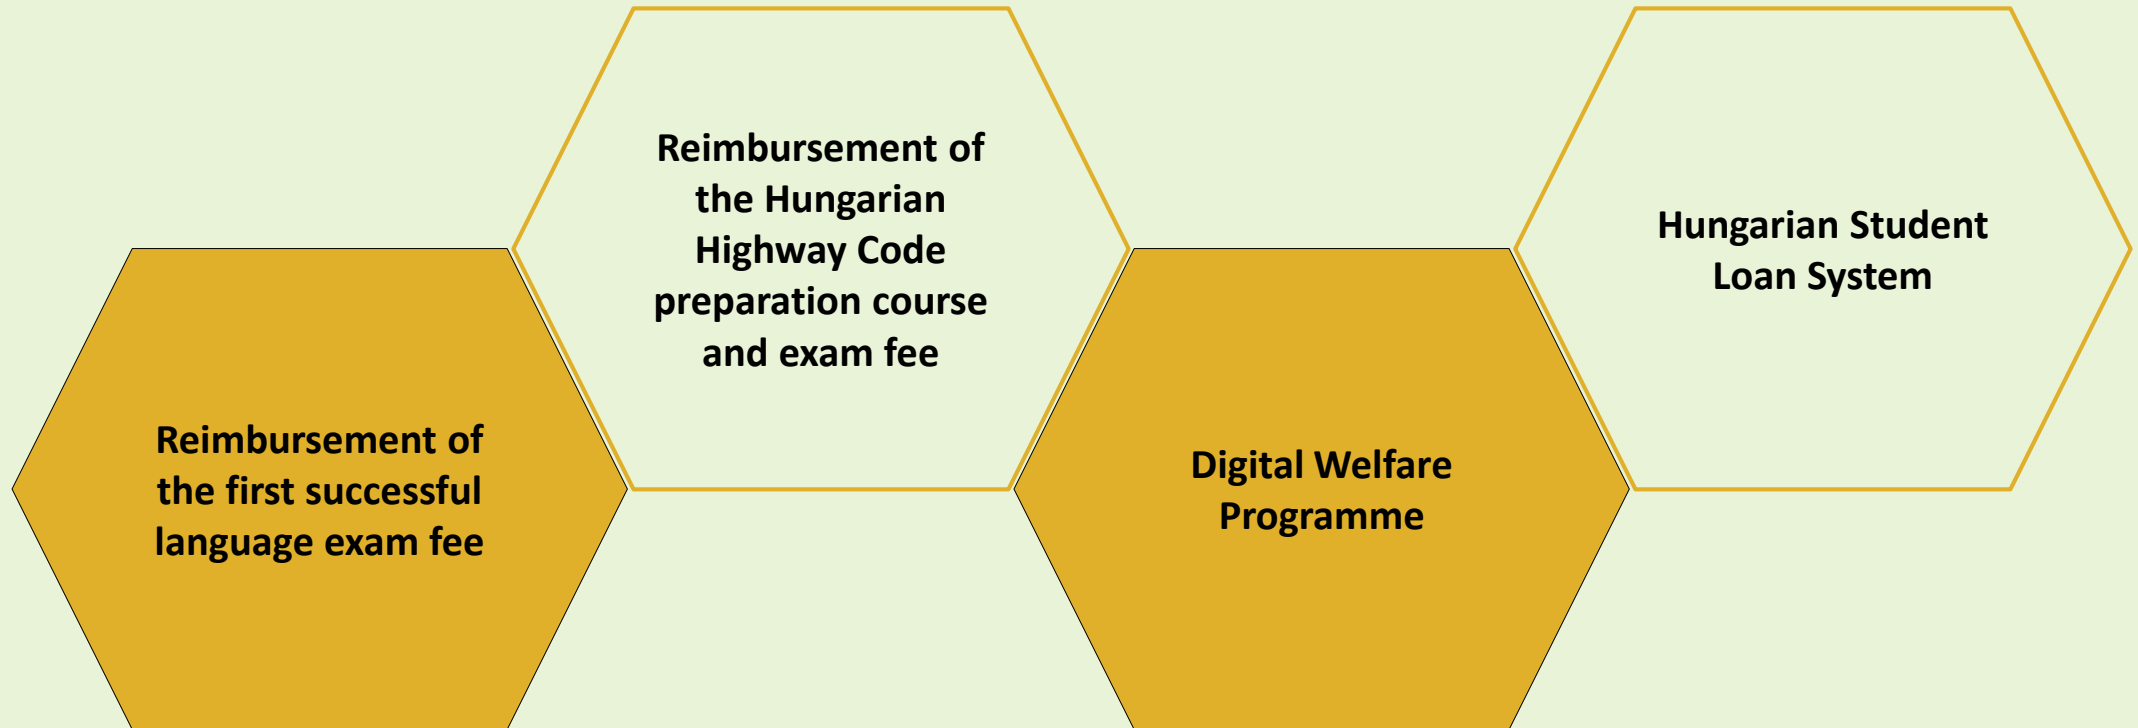 Reimbursement of
the first successful
language exam fee
Reimbursement of
the Hungarian
Highway Code
preparation course
and exam fee
Digital Welfare
Programme
Hungarian Student
Loan System